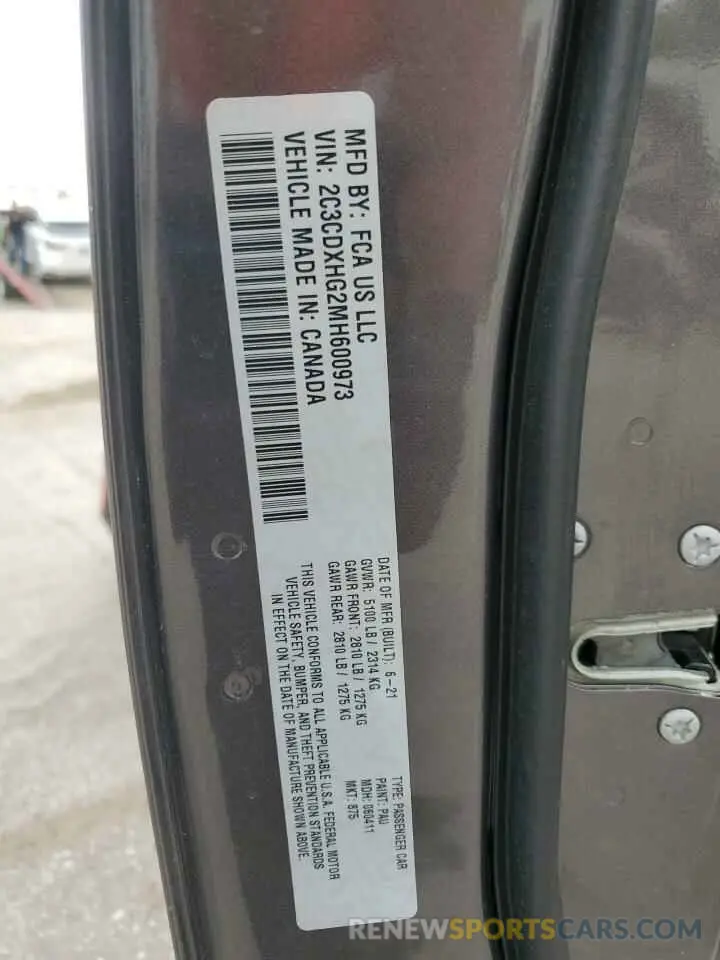 MFD BY: FCA US LLC
VIN: 2C3CDXHG2MH600973
VEHICLE MADE IN: CANADA
DATE OF MFR (BUILT): 6-21
GVWR: 5100 LB / 2314 KG
GAWR FRONT: 2810 LB / 1275 KG
GAWR REAR: 2810 LB / 1275 KG
THIS VEHICLE CONFORMS TO ALL APPLICABLE U.S.A. FEDERAL MOTOR
VEHICLE SAFETY, BUMPER, AND THEFT PREVENTION STANDARDS
IN EFFECT ON THE DATE OF MANUFACTURE SHOWN ABOVE.
TYPE: PASSENGER CAR
PAINT: PAU
MDH: 060411
MKT: 875
RENEWSPORTSCARS.COM